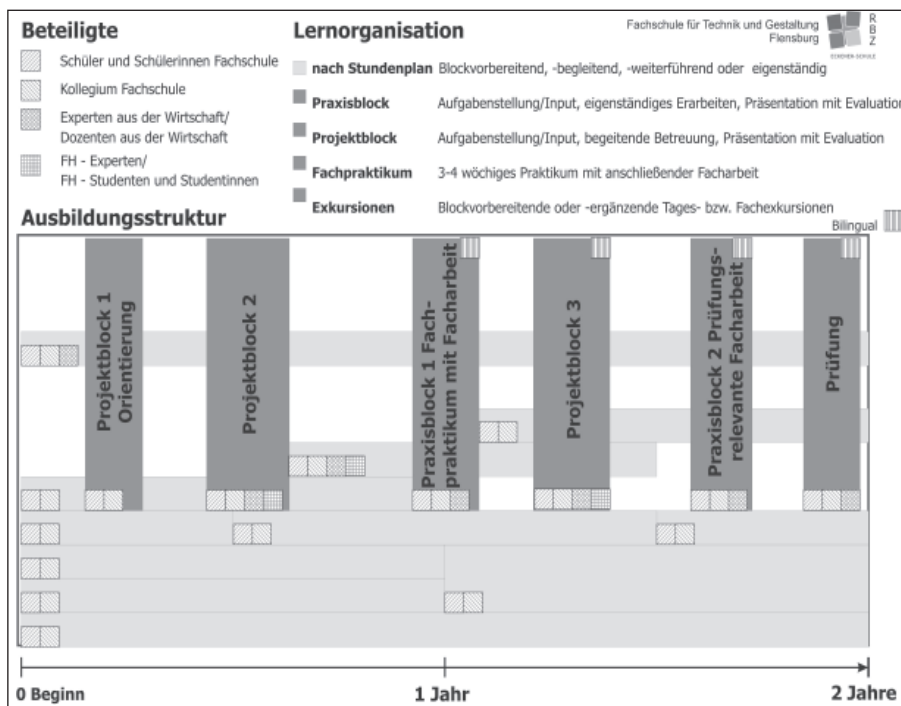 Beteiligte
Schüler und Schülerinnen Fachschule
Kollegium Fachschule
Experten aus der Wirtschaft/
Dozenten aus der Wirtschaft
FH - Experten/
FH - Studenten und Studentinnen
Lernorganisation
nach Stundenplan Blockvorbereitend, -begleitend, -weiterführend oder eigenständig
Praxisblock Aufgabenstellung/Input, eigenständiges Erarbeiten, Präsentation mit Evaluation
Projektblock Aufgabenstellung/Input, begeitende Betreuung, Präsentation mit Evaluation
Fachpraktikum 3-4 wöchiges Praktikum mit anschließender Facharbeit
Exkursionen Blockvorbereitende oder -ergänzende Tages- bzw. Fachexkursionen
Fachschule für Technik und Gestaltung
Flensburg
R
B
Z
ECKENER-SCHULE
Ausbildungsstruktur
Bilingual
Projektblock 1
Orientierung
Projektblock 2
Praxisblock 1 Fach-
praktikum mit Facharbeit
Projektblock 3
Praxisblock 2 Prüfungs-
relevante Facharbeit
Prüfung
0 Beginn
1 Jahr
2 Jahre